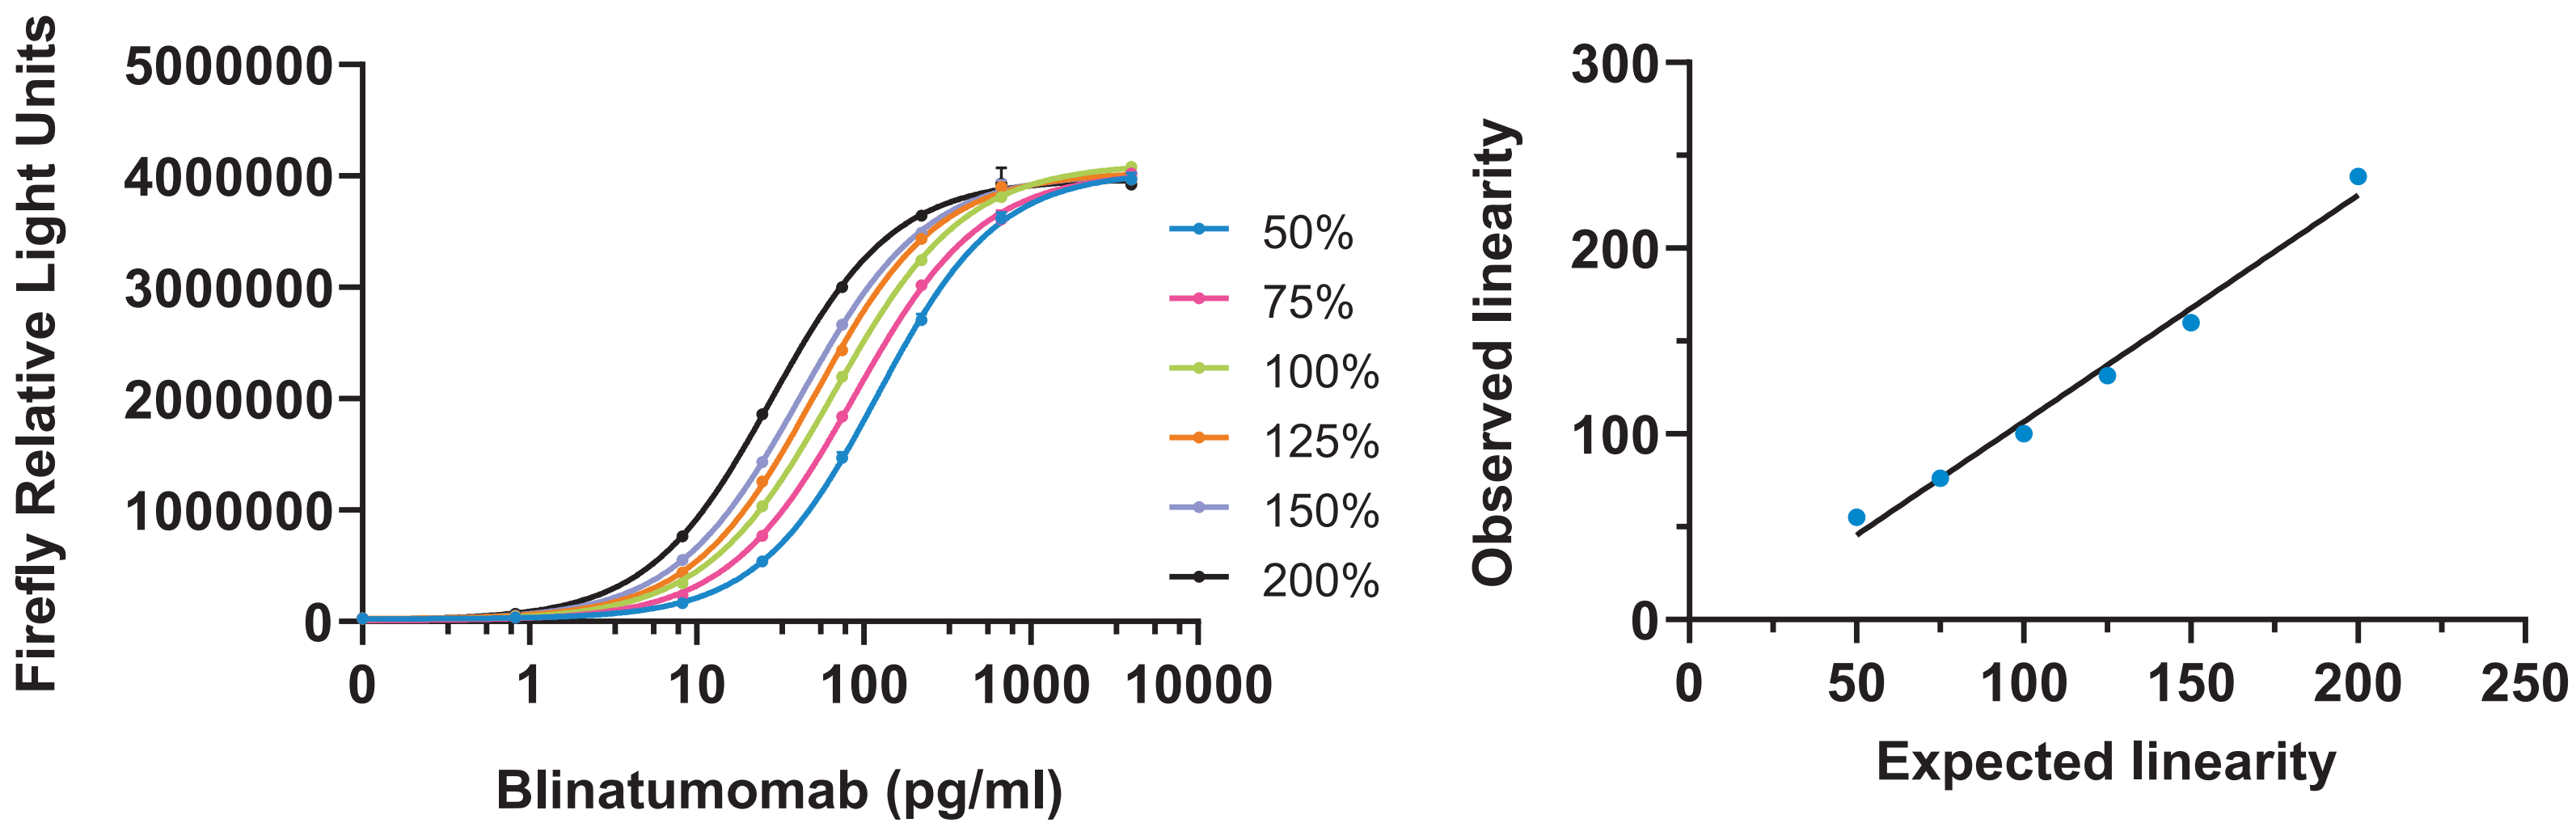 Firefly Relative Light Units
5000000
4000000
3000000
2000000
1000000
0
0 1 10 100 1000 10000
Blinatumomab (pg/ml)
50%
75%
100%
125%
150%
200%
Observed linearity
300
200
100
0
0 50 100 150 200 250
Expected linearity